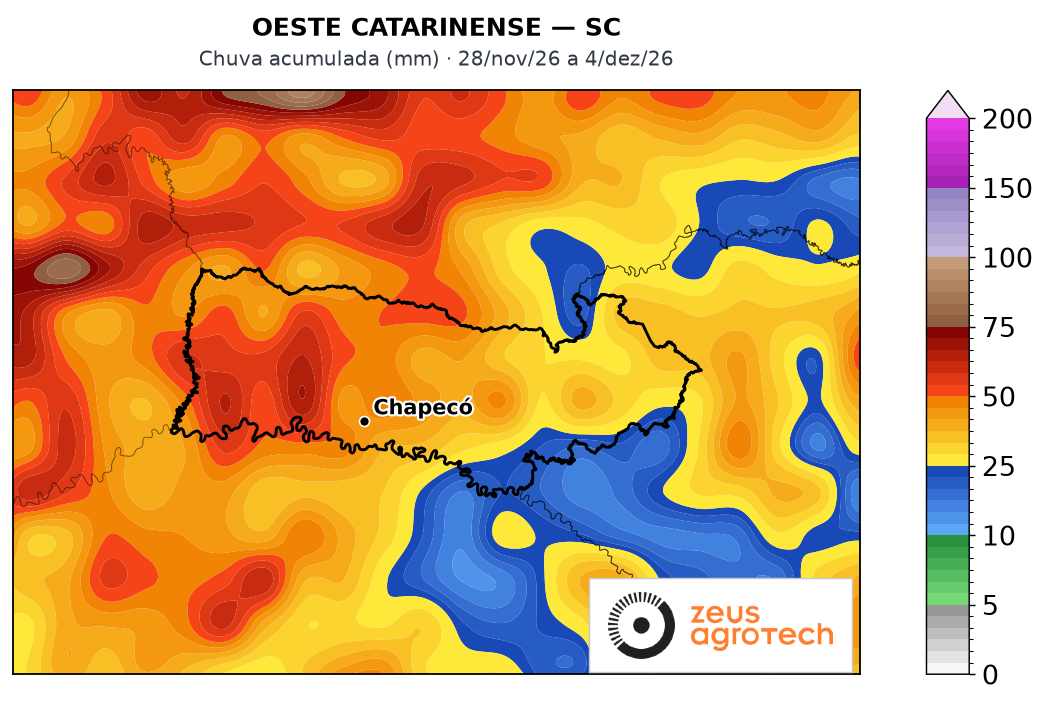 OESTE CATARINENSE — SC
Chuva acumulada (mm) · 28/nov/26 a 4/dez/26
200
150
100
75
50
25
10
5
0
Chapecó
zeus
agrotech